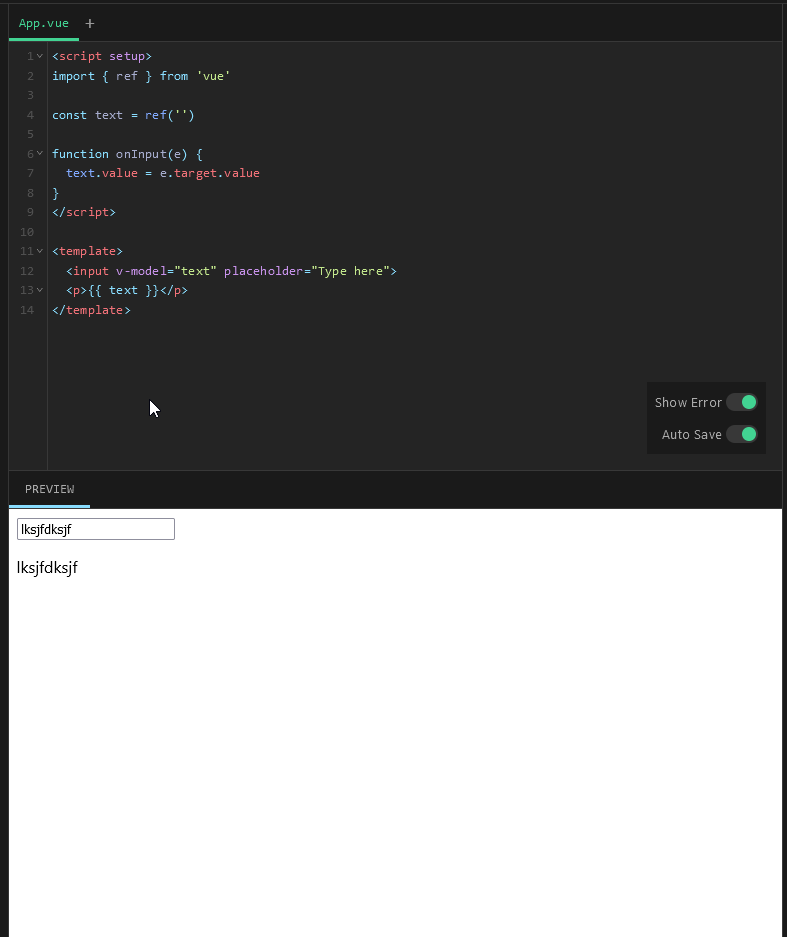 App.vue +
1 <script setup>
2 import { ref } from 'vue'
3
4 const text = ref('')
5
6 function onInput(e) {
7   text.value = e.target.value
8 }
9 </script>
10
11 <template>
12   <input v-model="text" placeholder="Type here">
13   <p>{{ text }}</p>
14 </template>
Show Error
Auto Save
PREVIEW
lksjfdksjf
lksjfdksjf